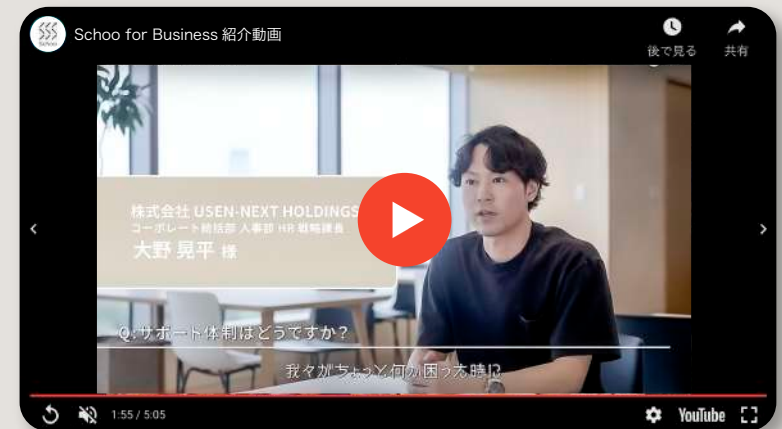 SSS
Schoo
Schoo for Business 紹介動画
後で見る
共有
株式会社 USEN-NEXT HOLDINGS
コーポレート統括部 人事部 HR 戦略課長
大野 晃平 様
Q:サポート体制はどうですか？
我々がちょっと何か困った時に
1:55 / 5:05
YouTube